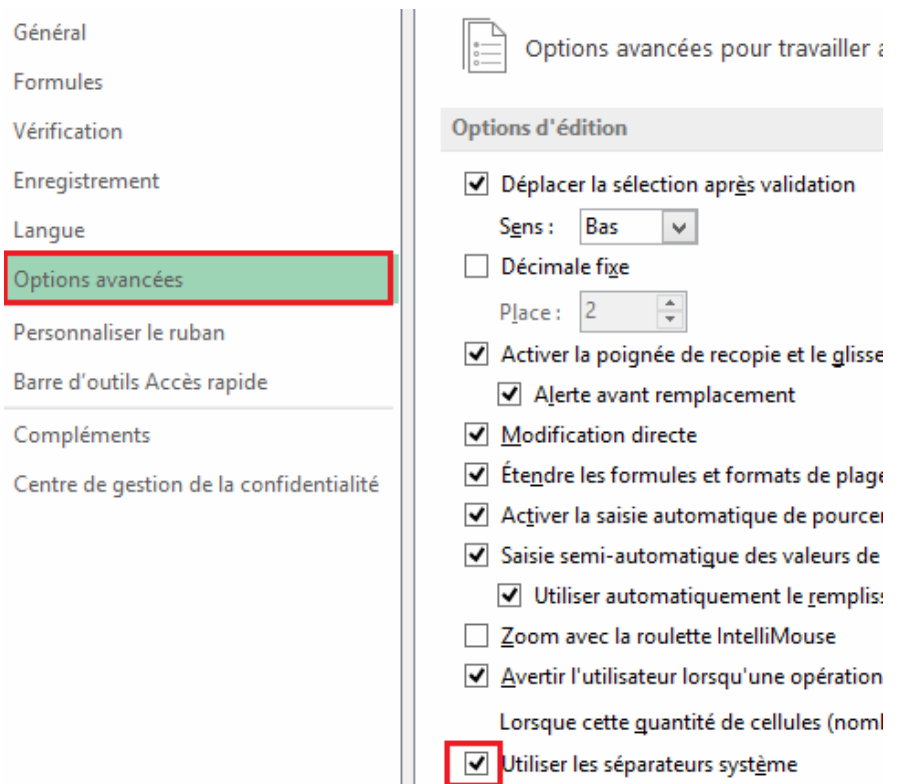 Général
Formules
Vérification
Enregistrement
Langue
Options avancées
Personnaliser le ruban
Barre d'outils Accès rapide
Compléments
Centre de gestion de la confidentialité
Options avancées pour travailler a
Options d'édition
Déplacer la sélection après validation
Sens : Bas
Décimale fixe
Place : 2
Activer la poignée de recopie et le glisse
Alerte avant remplacement
Modification directe
Étendre les formules et formats de plage
Activer la saisie automatique de pource
Saisie semi-automatique des valeurs de
Utiliser automatiquement le rempliss
Zoom avec la roulette IntelliMouse
Avertir l'utilisateur lorsqu'une opération
Lorsque cette quantité de cellules (nom
Utiliser les séparateurs système